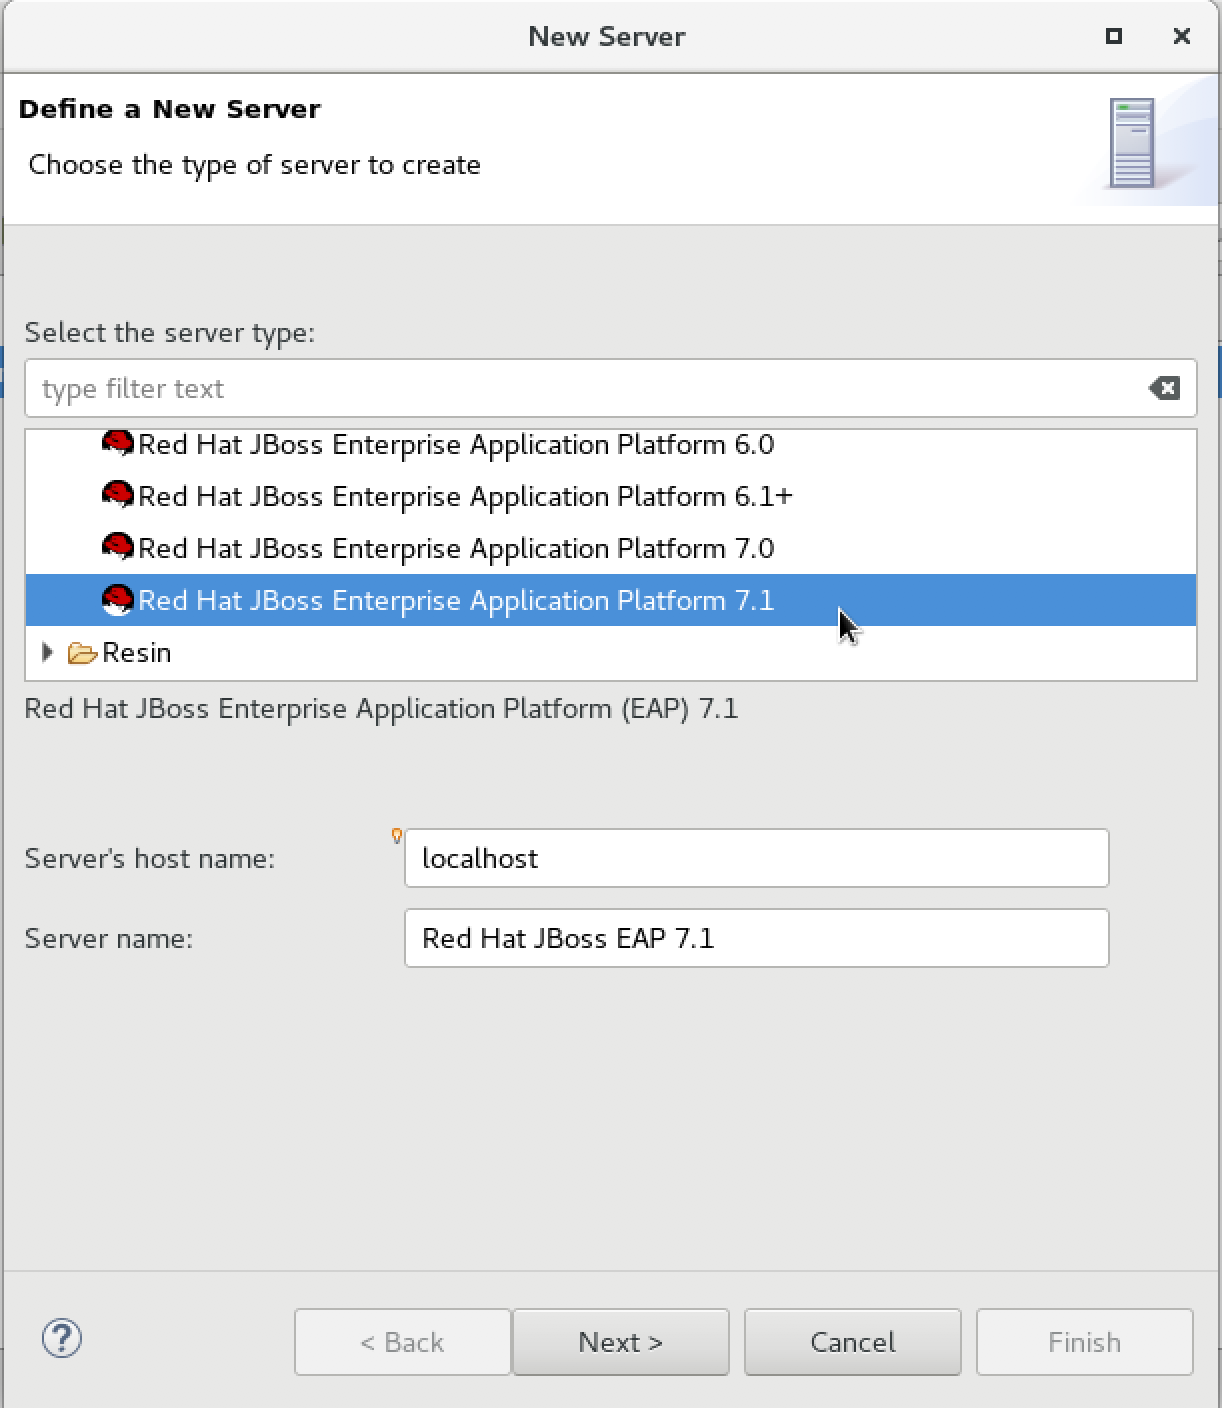 New Server
Define a New Server
Choose the type of server to create
Select the server type:
type filter text
Red Hat JBoss Enterprise Application Platform 6.0
Red Hat JBoss Enterprise Application Platform 6.1+
Red Hat JBoss Enterprise Application Platform 7.0
Red Hat JBoss Enterprise Application Platform 7.1
Resin
Red Hat JBoss Enterprise Application Platform (EAP) 7.1
Server's host name: localhost
Server name: Red Hat JBoss EAP 7.1
? < Back Next > Cancel Finish